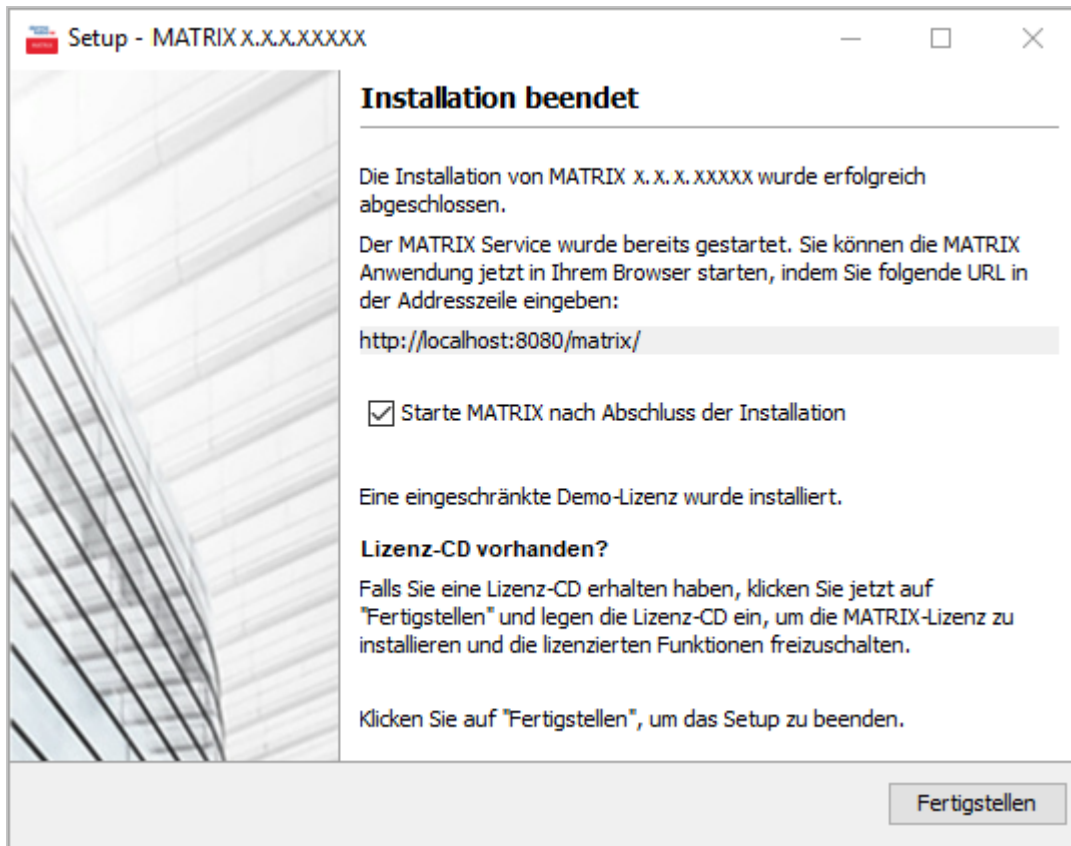 Setup - MATRIX X.X.X.XXXXX
Installation beendet
Die Installation von MATRIX X.X.X.XXXXX wurde erfolgreich
abgeschlossen.
Der MATRIX Service wurde bereits gestartet. Sie können die MATRIX
Anwendung jetzt in Ihrem Browser starten, indem Sie folgende URL in
der Addresszeile eingeben:
http://localhost:8080/matrix/
Starte MATRIX nach Abschluss der Installation
Eine eingeschränkte Demo-Lizenz wurde installiert.
Lizenz-CD vorhanden?
Falls Sie eine Lizenz-CD erhalten haben, klicken Sie jetzt auf
"Fertigstellen" und legen die Lizenz-CD ein, um die MATRIX-Lizenz zu
installieren und die lizenzierten Funktionen freizuschalten.
Klicken Sie auf "Fertigstellen", um das Setup zu beenden.
Fertigstellen